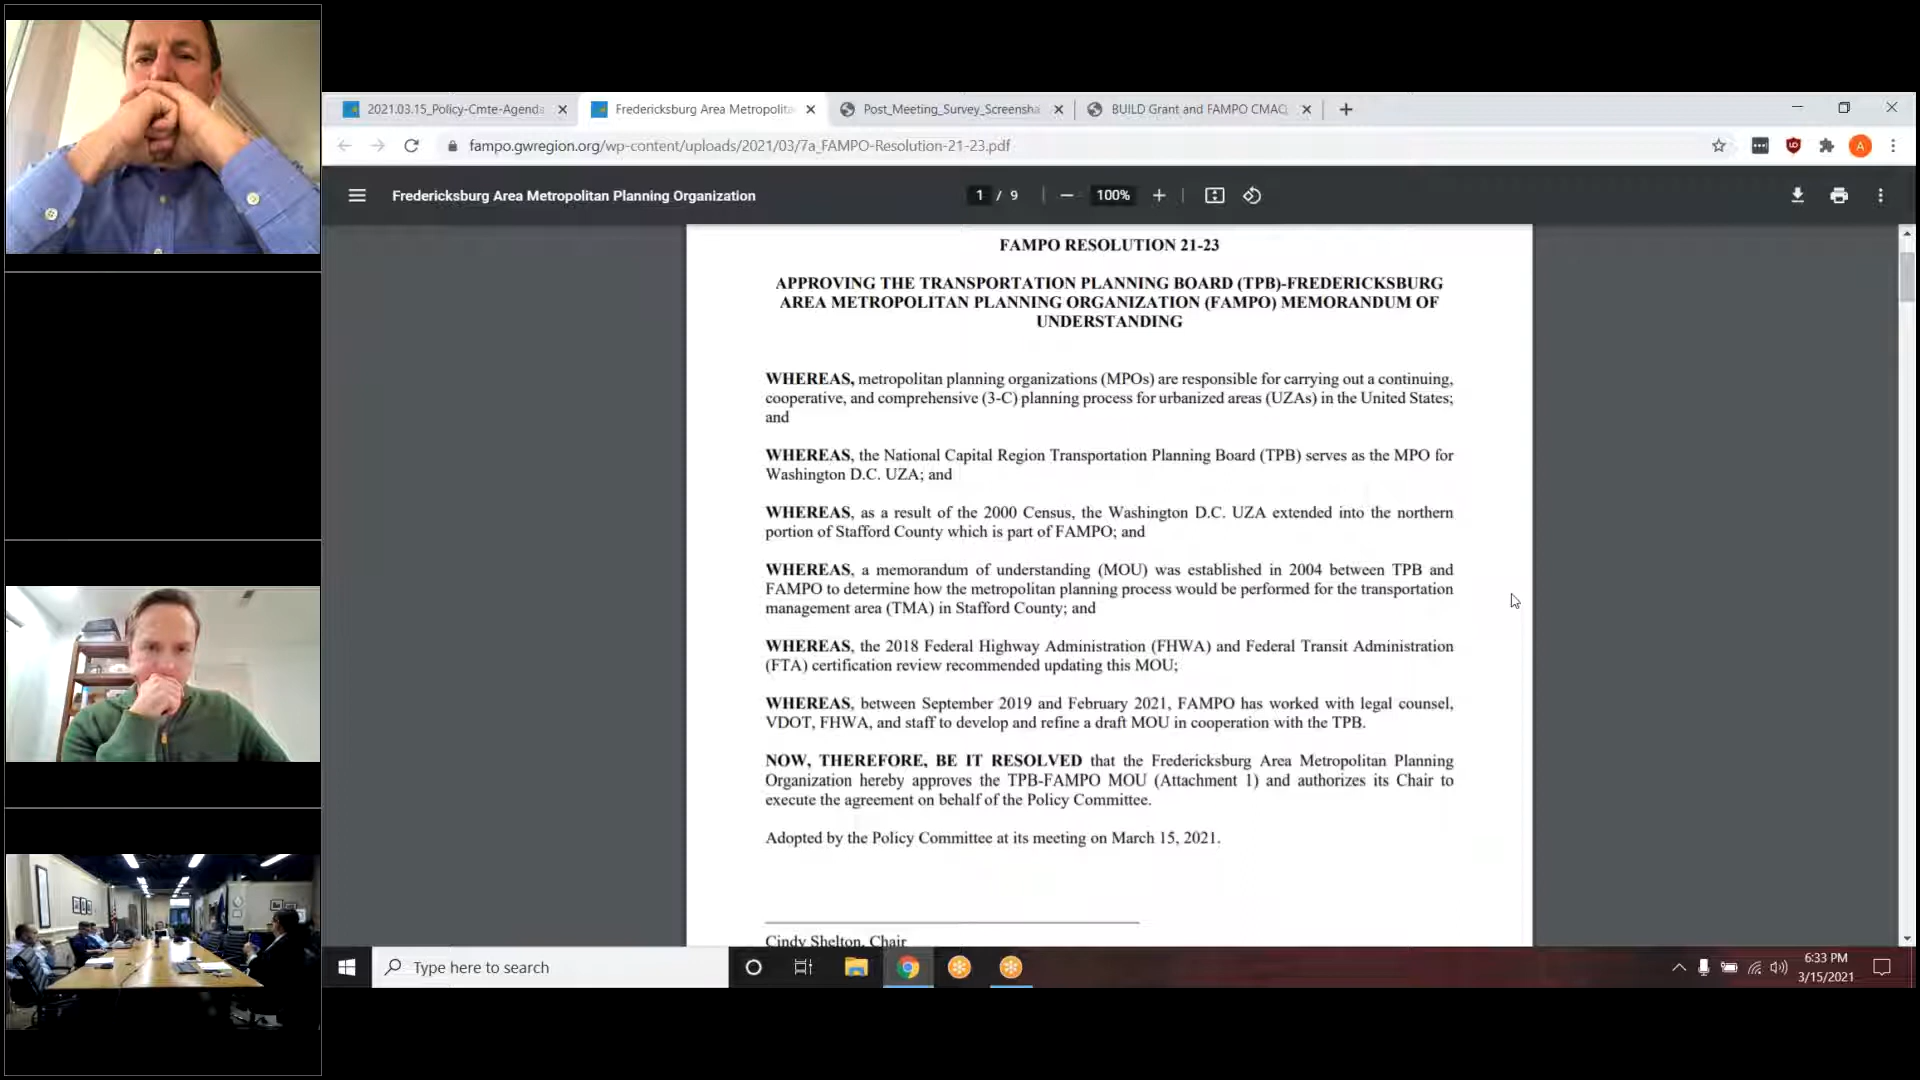 2021.03.15_Policy-Cmte-Agenda
Fredericksburg Area Metropolita
Post_Meeting_Survey_Screensha
BUILD Grant and FAMPO CMAQ
fampo.gwregion.org/wp-content/uploads/2021/03/7a_FAMPO-Resolution-21-23.pdf
A
Fredericksburg Area Metropolitan Planning Organization
1 / 9
100%
FAMPO RESOLUTION 21-23
APPROVING THE TRANSPORTATION PLANNING BOARD (TPB)-FREDERICKSBURG
AREA METROPOLITAN PLANNING ORGANIZATION (FAMPO) MEMORANDUM OF
UNDERSTANDING
WHEREAS, metropolitan planning organizations (MPOs) are responsible for carrying out a continuing,
cooperative, and comprehensive (3-C) planning process for urbanized areas (UZAs) in the United States;
and
WHEREAS, the National Capital Region Transportation Planning Board (TPB) serves as the MPO for
Washington D.C. UZA; and
WHEREAS, as a result of the 2000 Census, the Washington D.C. UZA extended into the northern
portion of Stafford County which is part of FAMPO; and
WHEREAS, a memorandum of understanding (MOU) was established in 2004 between TPB and
FAMPO to determine how the metropolitan planning process would be performed for the transportation
management area (TMA) in Stafford County; and
WHEREAS, the 2018 Federal Highway Administration (FHWA) and Federal Transit Administration
(FTA) certification review recommended updating this MOU;
WHEREAS, between September 2019 and February 2021, FAMPO has worked with legal counsel,
VDOT, FHWA, and staff to develop and refine a draft MOU in cooperation with the TPB.
NOW, THEREFORE, BE IT RESOLVED that the Fredericksburg Area Metropolitan Planning
Organization hereby approves the TPB-FAMPO MOU (Attachment 1) and authorizes its Chair to
execute the agreement on behalf of the Policy Committee.
Adopted by the Policy Committee at its meeting on March 15, 2021.
Cindy Shelton, Chair
Type here to search
6:33 PM
3/15/2021